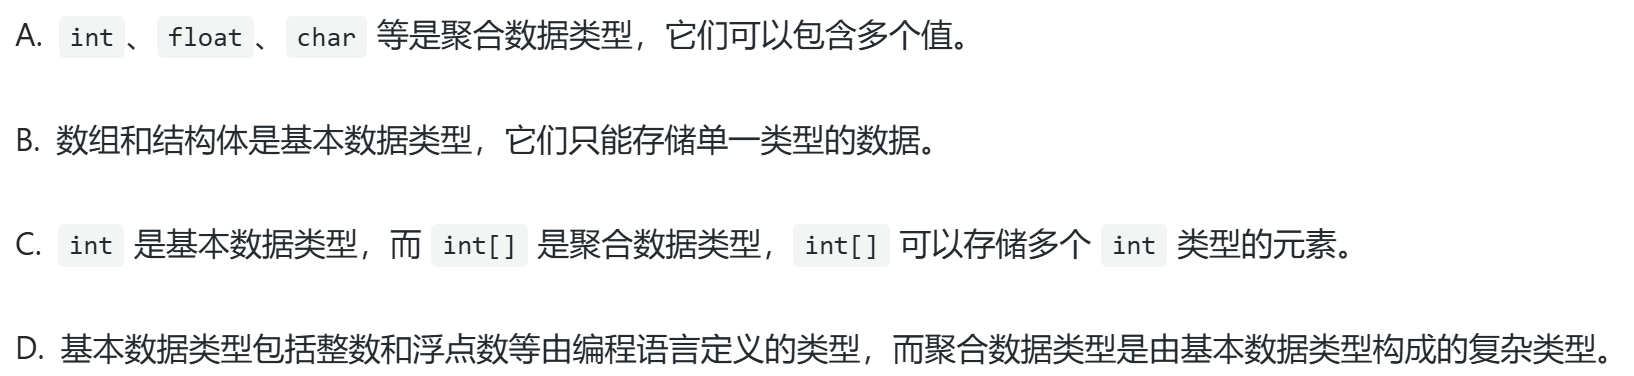 A. int、float、char 等是聚合数据类型，它们可以包含多个值。
B. 数组和结构体是基本数据类型，它们只能存储单一类型的数据。
C. int 是基本数据类型，而 int[] 是聚合数据类型，int[] 可以存储多个 int 类型的元素。
D. 基本数据类型包括整数和浮点数等由编程语言定义的类型，而聚合数据类型是由基本数据类型构成的复杂类型。